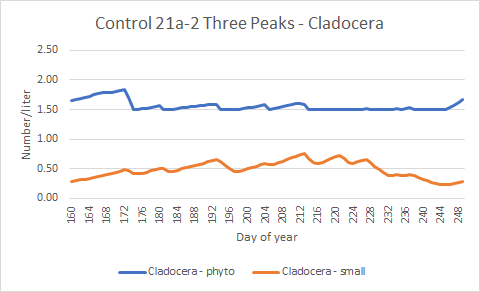 Control 21a-2 Three Peaks - Cladocera
2.50
2.00
1.50
1.00
0.50
0.00
Number/liter
160 164 168 172 176 180 184 188 192 196 200 204 208 212 216 220 224 228 232 236 240 244 248
Day of year
Cladocera - phyto Cladocera - small